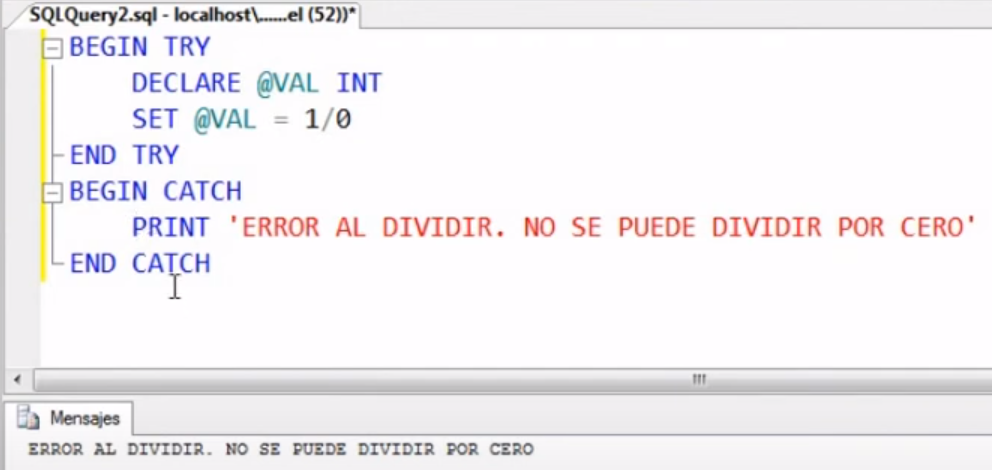 SQLQuery2.sql - localhost\......el (52))*
BEGIN TRY
DECLARE @VAL INT
SET @VAL = 1/0
END TRY
BEGIN CATCH
PRINT 'ERROR AL DIVIDIR. NO SE PUEDE DIVIDIR POR CERO'
END CATCH
Mensajes
ERROR AL DIVIDIR. NO SE PUEDE DIVIDIR POR CERO